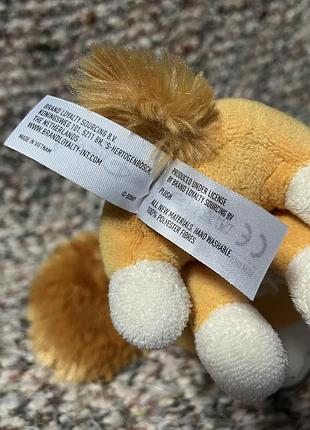 BRAND LOYALTY SOURCING B.V.
KONINGSWEG 101, 5211 BH, 'S-HERTOGENBOSCH,
THE NETHERLANDS.
WWW.BRANDLOYALTY-INT.COM
MADE IN VIETNAM
PRODUCED UNDER LICENSE
BY BRAND LOYALTY SOURCING BV
PLUSH
ALL NEW MATERIALS, HAND WASHABLE
100% POLYESTER FIBRES
CE